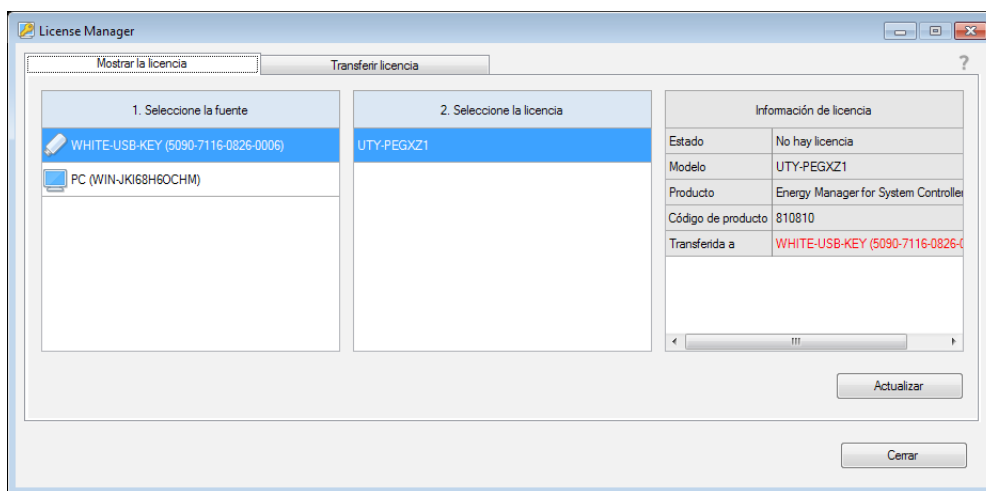 License Manager
Mostrar la licencia
Transferir licencia
?
1. Seleccione la fuente
WHITE-USB-KEY (5090-7116-0826-0006)
PC (WIN-JKI68H6OCHM)
2. Seleccione la licencia
UTY-PEGXZ1
Información de licencia
Estado No hay licencia
Modelo UTY-PEGXZ1
Producto Energy Manager for System Controller
Código de producto 810810
Transferida a WHITE-USB-KEY (5090-7116-0826-0
Actualizar
Cerrar